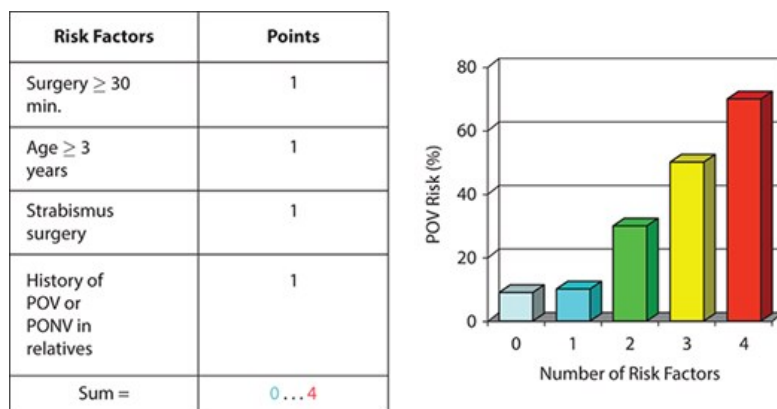 Risk Factors Points
Surgery ≥ 30 1
min.
Age ≥ 3 1
years
Strabismus 1
surgery
History of 1
POV or
PONV in
relatives
Sum = 0...4
80
60
40
20
0
POV Risk (%)
0 1 2 3 4
Number of Risk Factors